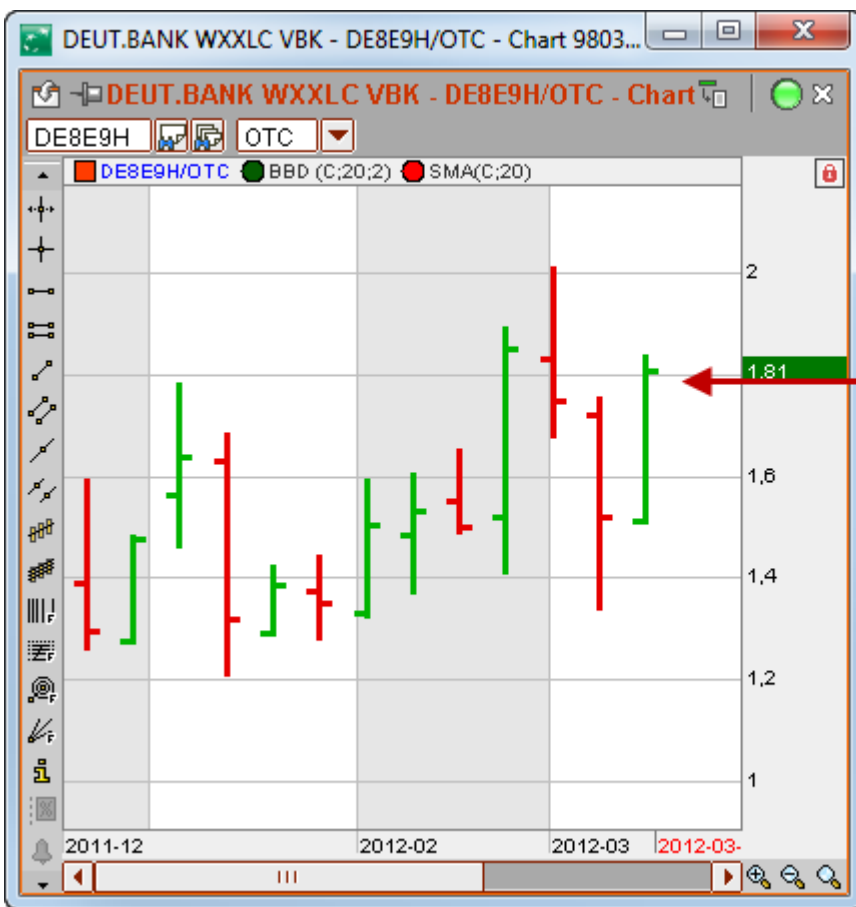 DEUT.BANK WXXLC VBK - DE8E9H/OTC - Chart 9803...
DEUT.BANK WXXLC VBK - DE8E9H/OTC - Chart
DE8E9H OTC
DE8E9H/OTC BBD (C;20;2) SMA(C;20)
2
1.81
1,6
1,4
1,2
1
2011-12 2012-02 2012-03 2012-03-